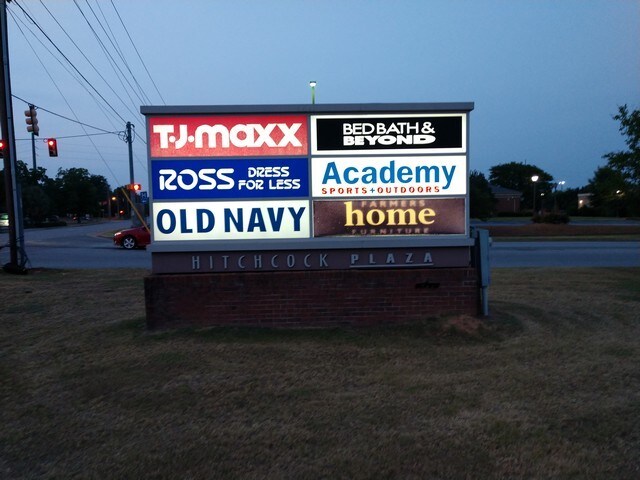 T·J·maxx
BED BATH &
BEYOND
ROSS DRESS
FOR LESS
Academy
SPORTS+OUTDOORS
OLD NAVY
FARMERS
home
FURNITURE
HITCHCOCK PLAZA